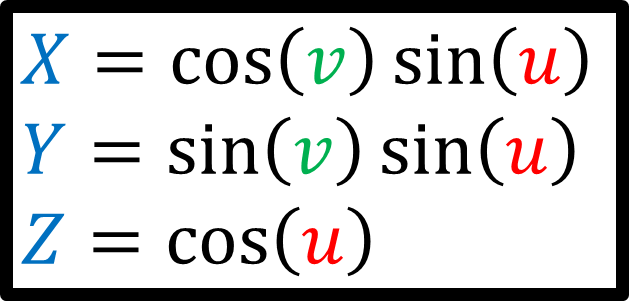 X = cos(v) sin(u)
Y = sin(v) sin(u)
Z = cos(u)